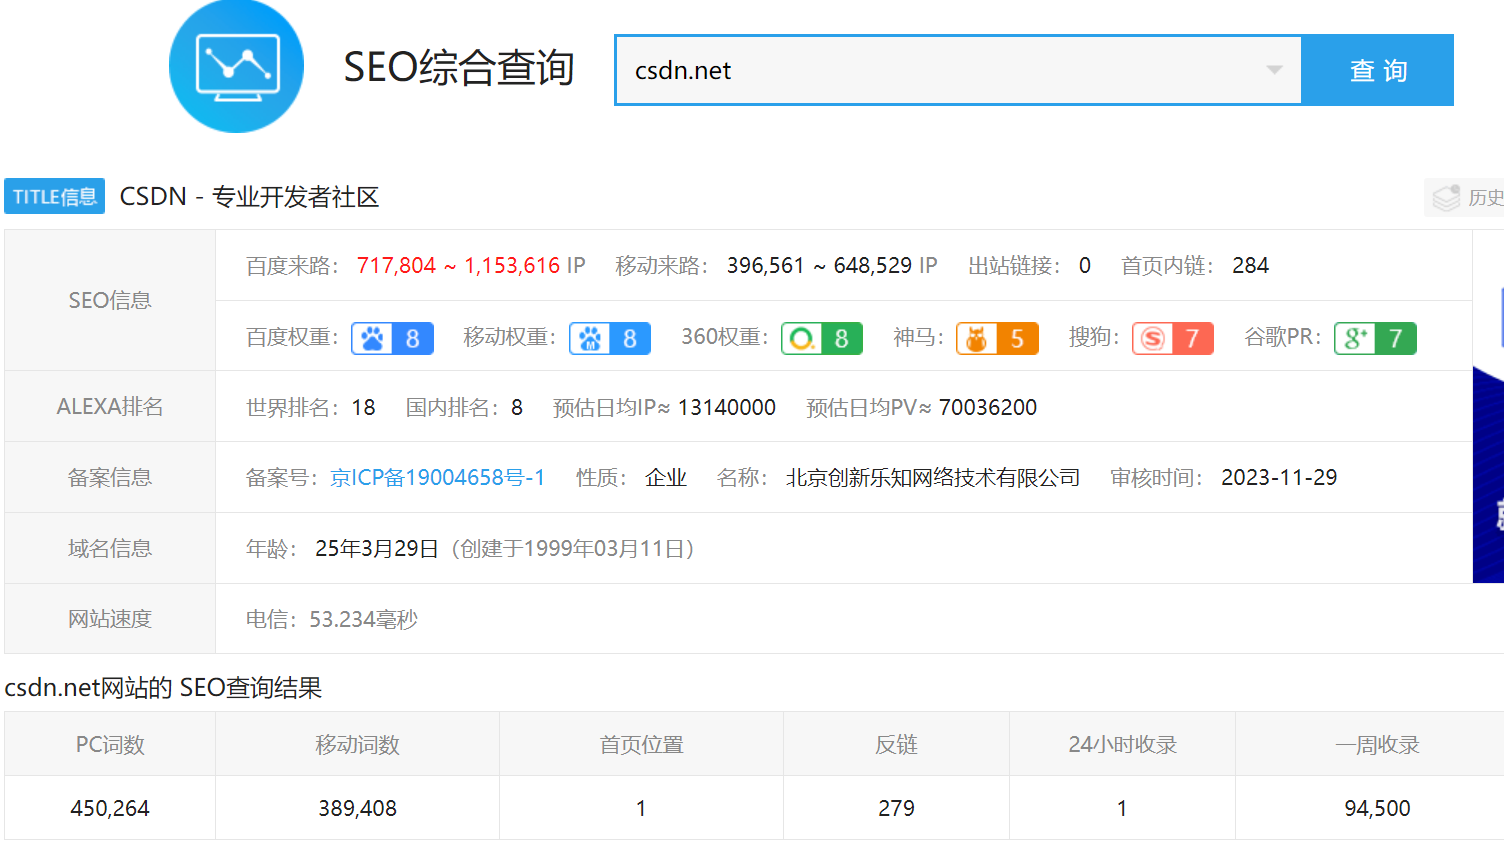 SEO综合查询 csdn.net 查 询
TITLE信息 CSDN - 专业开发者社区 历史
SEO信息
百度来路： 717,804 ~ 1,153,616 IP 移动来路： 396,561 ~ 648,529 IP 出站链接： 0 首页内链： 284
百度权重： 8 移动权重： 8 360权重： 8 神马： 5 搜狗： 7 谷歌PR： g+ 7
ALEXA排名 世界排名：18 国内排名：8 预估日均IP≈ 13140000 预估日均PV≈ 70036200
备案信息 备案号：京ICP备19004658号-1 性质： 企业 名称： 北京创新乐知网络技术有限公司 审核时间： 2023-11-29
域名信息 年龄： 25年3月29日（创建于1999年03月11日）
网站速度 电信：53.234毫秒
csdn.net网站的 SEO查询结果
PC词数 移动词数 首页位置 反链 24小时收录 一周收录
450,264 389,408 1 279 1 94,500